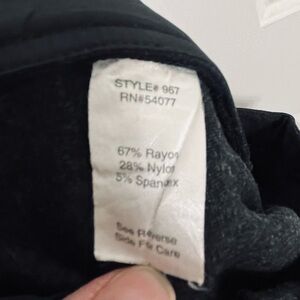 STYLE# 967
RN#54077
67% Rayon
28% Nylon
5% Spandex
See Reverse
Side For Care